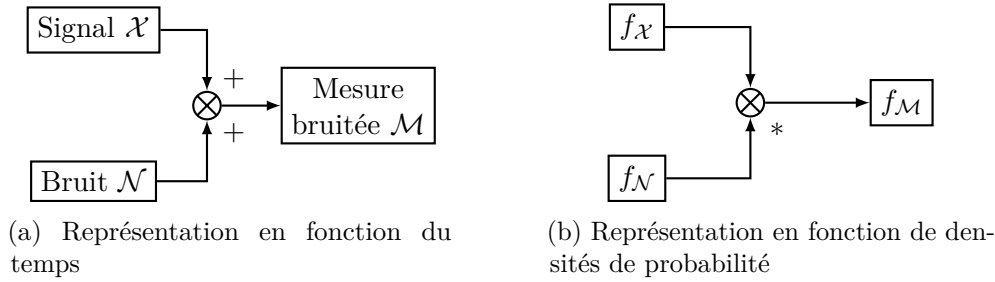 Signal 𝒳
+
Mesure
bruitée ℳ
+
Bruit 𝒩
(a) Représentation en fonction du
temps
f𝒳
fℳ
*
f𝒩
(b) Représentation en fonction de den-
sités de probabilité